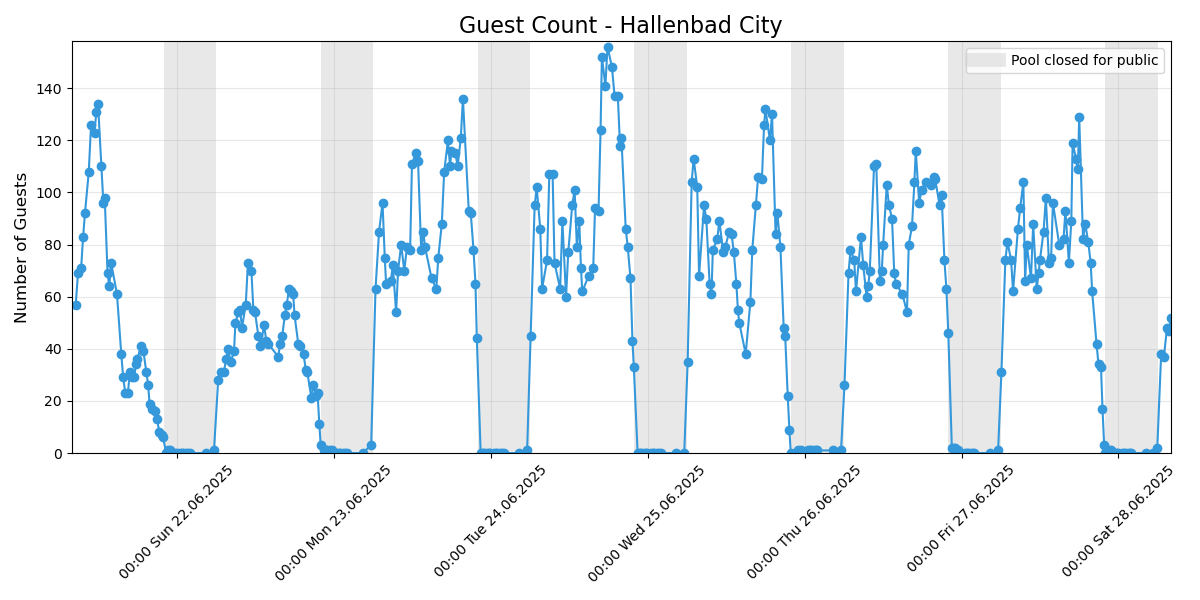 Guest Count - Hallenbad City
Pool closed for public
Number of Guests
140
120
100
80
60
40
20
0
00:00 Sun 22.06.2025
00:00 Mon 23.06.2025
00:00 Tue 24.06.2025
00:00 Wed 25.06.2025
00:00 Thu 26.06.2025
00:00 Fri 27.06.2025
00:00 Sat 28.06.2025